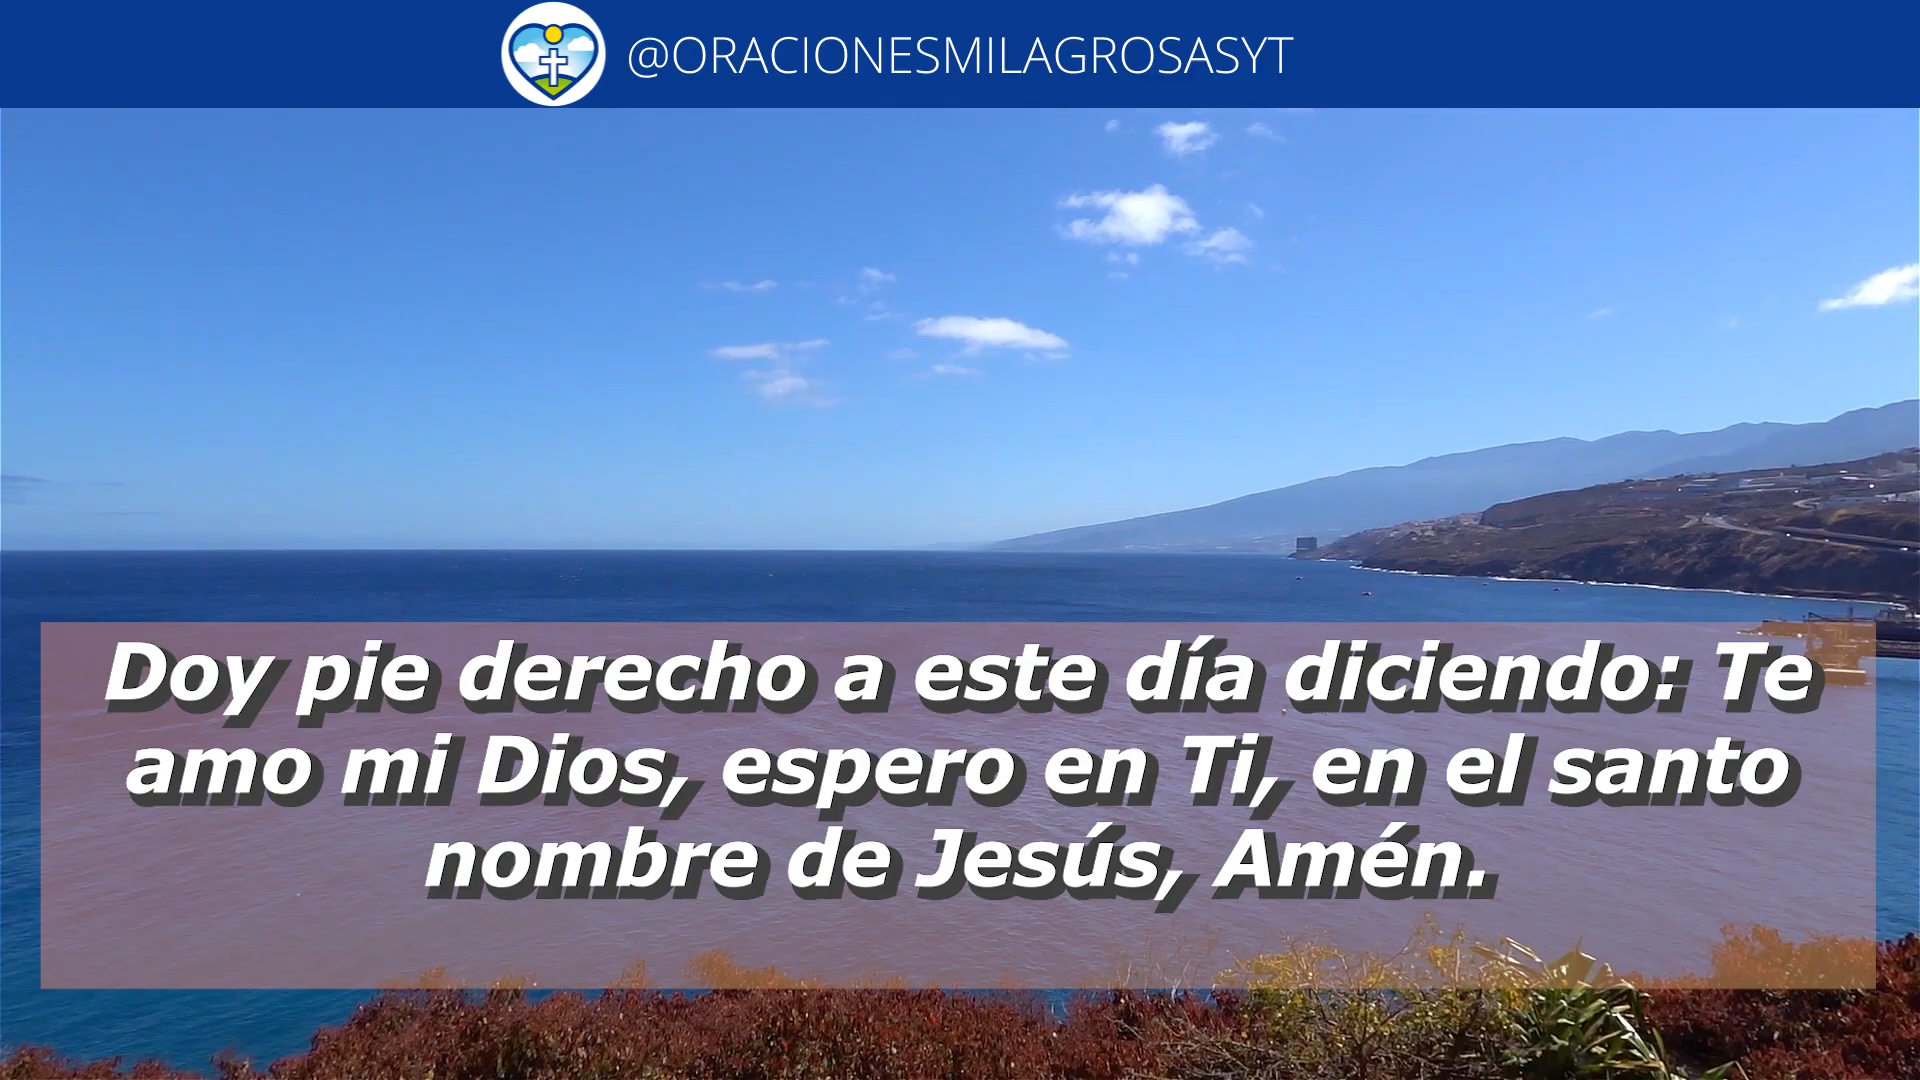 @ORACIONESMILAGROSASYT
Doy pie derecho a este día diciendo: Te
amo mi Dios, espero en Ti, en el santo
nombre de Jesús, Amén.